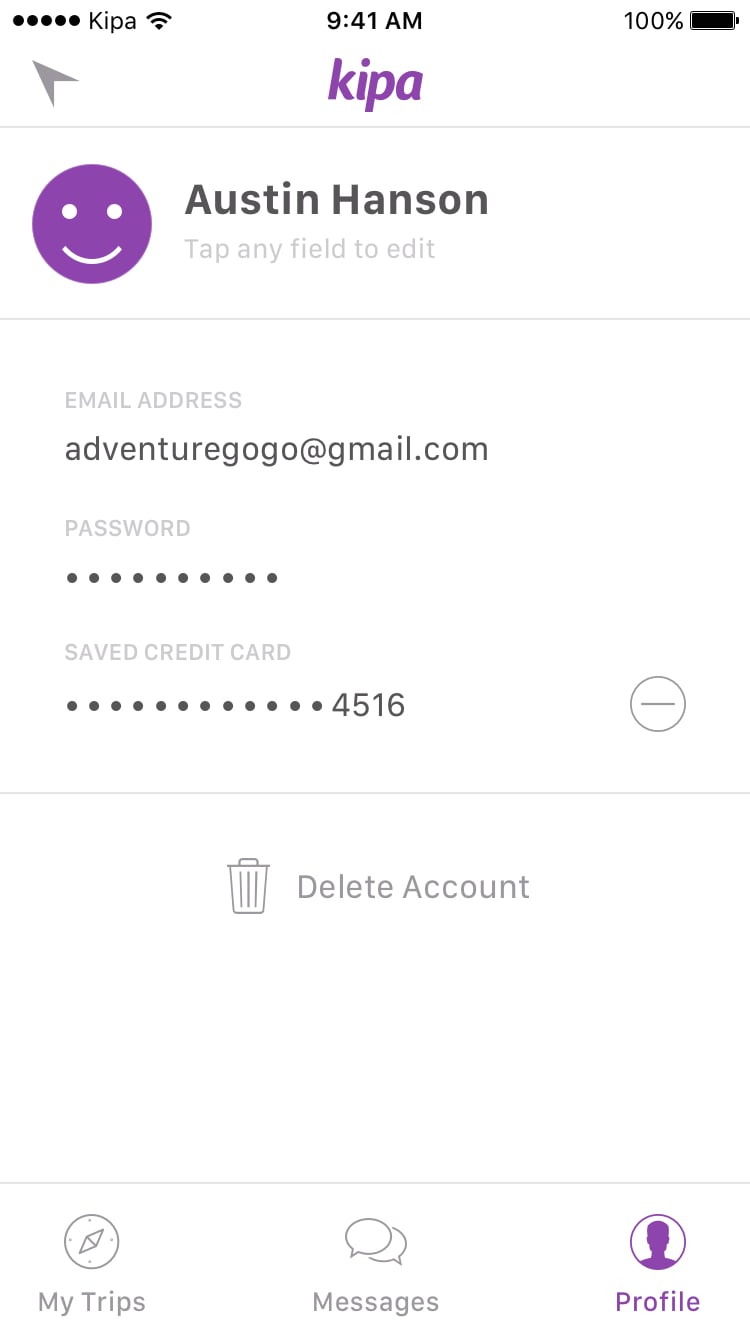 Kipa 9:41 AM 100%
kipa
Austin Hanson
Tap any field to edit
EMAIL ADDRESS
adventuregogo@gmail.com
PASSWORD
••••••••••
SAVED CREDIT CARD
••••••••••••4516
Delete Account
My Trips Messages Profile